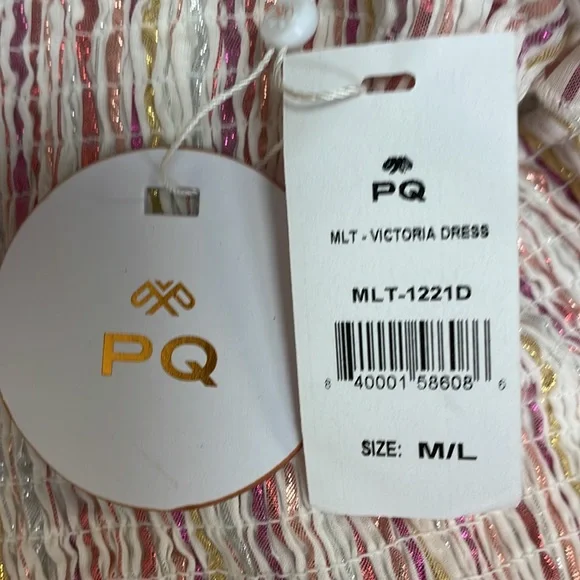 PQ
PQ
MLT - VICTORIA DRESS
MLT-1221D
8 40001 58608 6
SIZE: M/L